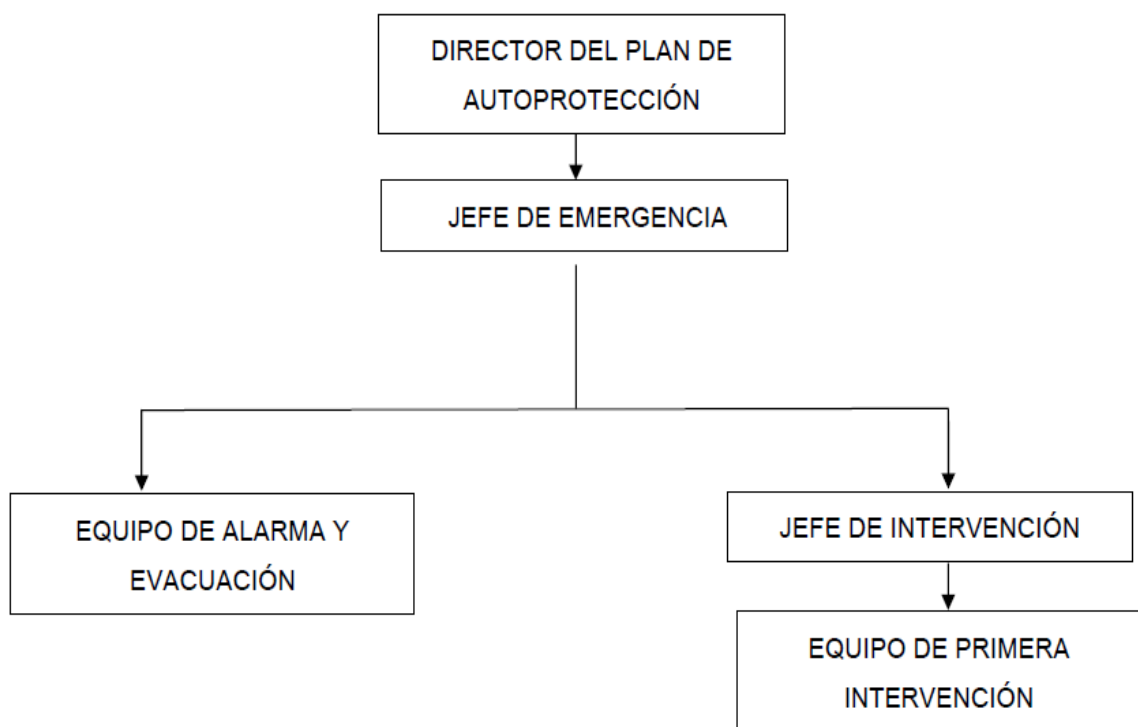 DIRECTOR DEL PLAN DE
AUTOPROTECCIÓN
JEFE DE EMERGENCIA
EQUIPO DE ALARMA Y
EVACUACIÓN
JEFE DE INTERVENCIÓN
EQUIPO DE PRIMERA
INTERVENCIÓN